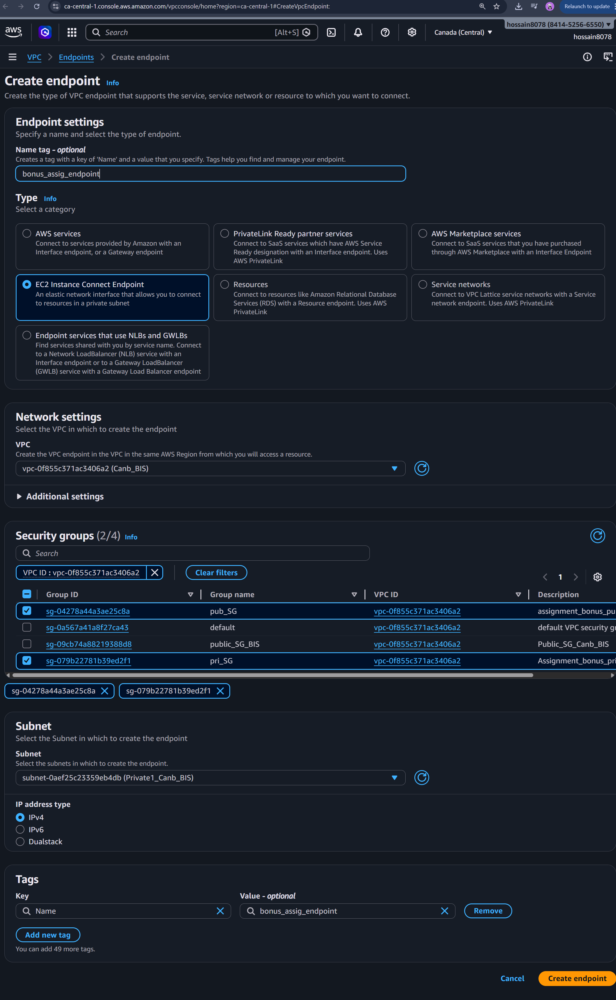 ca-central-1.console.aws.amazon.com/vpcconsole/home?region=ca-central-1#CreateVpcEndpoint:
Relaunch to update
aws
Search
[Alt+S]
Canada (Central)
hossain8078 (8414-5256-6550)
hossain8078
VPC
Endpoints
Create endpoint
Create endpoint Info
Create the type of VPC endpoint that supports the service, service network or resource to which you want to connect.
Endpoint settings
Specify a name and select the type of endpoint.
Name tag - optional
Creates a tag with a key of 'Name' and a value that you specify. Tags help you find and manage your endpoint.
bonus_assig_endpoint
Type Info
Select a category
AWS services
Connect to services provided by Amazon with an
Interface endpoint, or a Gateway endpoint
PrivateLink Ready partner services
Connect to SaaS services which have AWS Service
Ready designation with an Interface endpoint. Uses
AWS PrivateLink
AWS Marketplace services
Connect to SaaS services that you have purchased
through AWS Marketplace with an Interface Endpoint
EC2 Instance Connect Endpoint
An elastic network interface that allows you to connect
to resources in a private subnet
Resources
Connect to resources like Amazon Relational Database
Services (RDS) with a Resource endpoint. Uses AWS
PrivateLink
Service networks
Connect to VPC Lattice service networks with a Service
network endpoint. Uses AWS PrivateLink
Endpoint services that use NLBs and GWLBs
Find services shared with you by service name. Connect
to a Network LoadBalancer (NLB) service with an
Interface endpoint or to a Gateway LoadBalancer
(GWLB) service with a Gateway Load Balancer endpoint
Network settings
Select the VPC in which to create the endpoint
VPC
Create the VPC endpoint in the VPC in the same AWS Region from which you will access a resource.
vpc-0f855c371ac3406a2 (Canb_BIS)
Additional settings
Security groups (2/4) Info
Search
VPC ID : vpc-0f855c371ac3406a2
Clear filters
1
Group ID
Group name
VPC ID
Description
sg-04278a44a3ae25c8a
pub_SG
vpc-0f855c371ac3406a2
assignment_bonus_pu
sg-0a567a41a8f27ca43
default
vpc-0f855c371ac3406a2
default VPC security gr
sg-09cb74a88219388d8
public_SG_BIS
vpc-0f855c371ac3406a2
Public_SG_Canb_BIS
sg-079b22781b39ed2f1
pri_SG
vpc-0f855c371ac3406a2
Assignment_bonus_pri
sg-04278a44a3ae25c8a
sg-079b22781b39ed2f1
Subnet
Select the Subnet in which to create the endpoint
Subnet
Select the subnets in which to create the endpoint.
subnet-0aef25c23359eb4db (Private1_Canb_BIS)
IP address type
IPv4
IPv6
Dualstack
Tags
Key
Value - optional
Name
bonus_assig_endpoint
Remove
Add new tag
You can add 49 more tags.
Cancel
Create endpoint